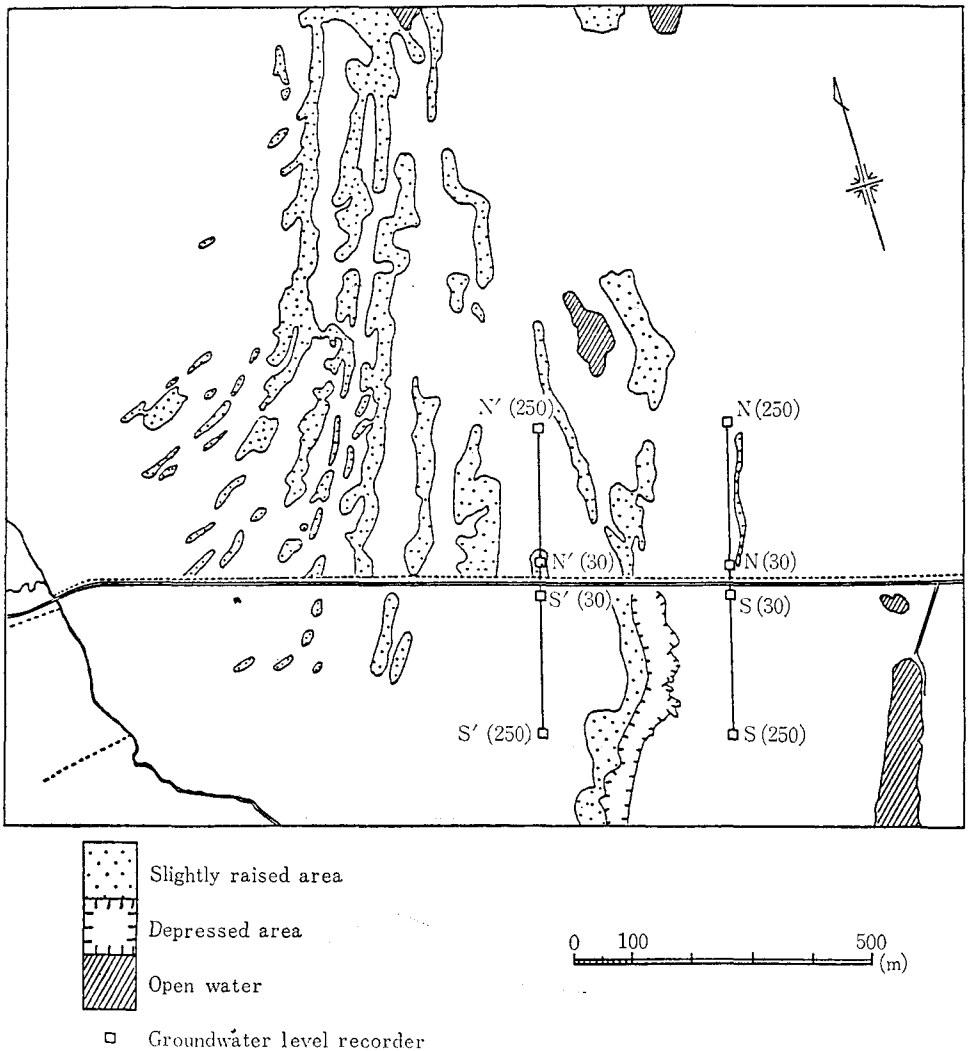 N′ (250)
N (250)
N′ (30)
N (30)
S′ (30)
S (30)
S′ (250)
S (250)
Slightly raised area
Depressed area
Open water
Groundwater level recorder
0 100 500
(m)